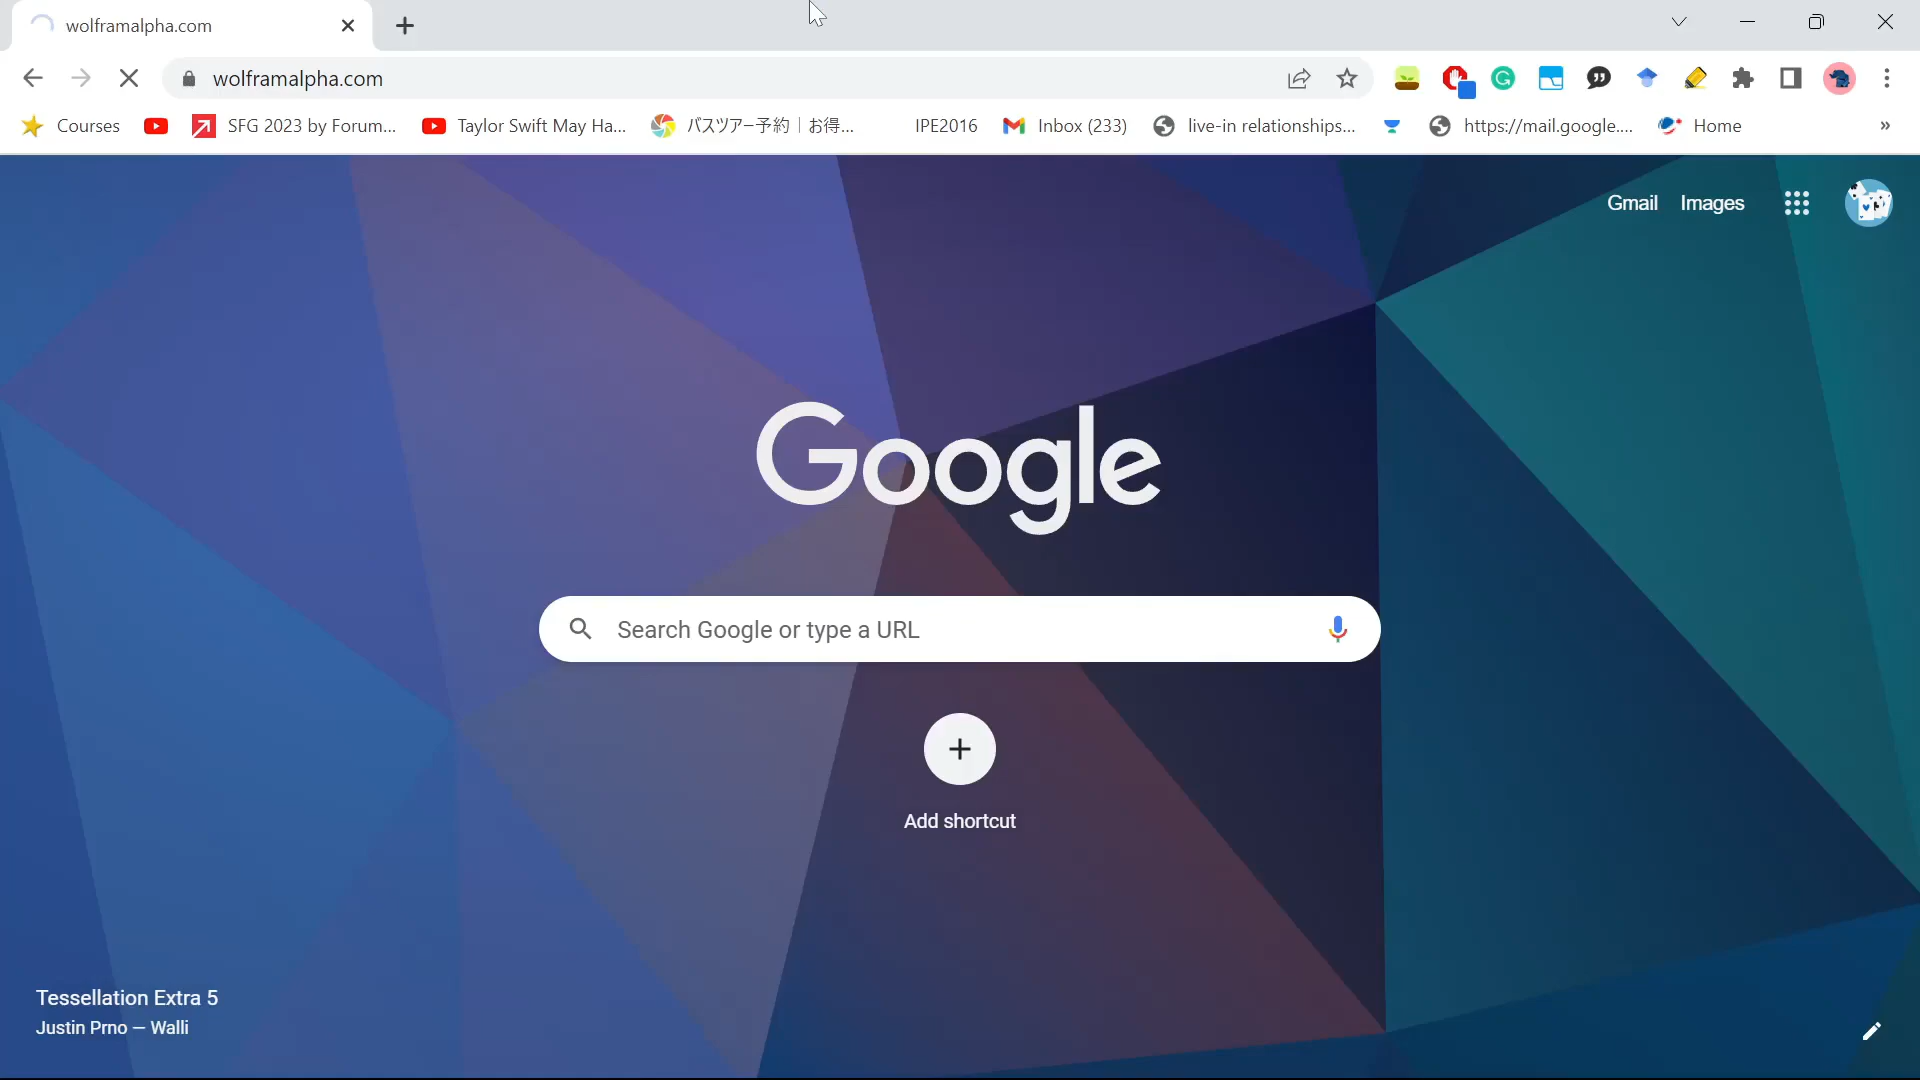 wolframalpha.com
wolframalpha.com
Courses
SFG 2023 by Forum...
Taylor Swift May Ha...
バスツアー予約｜お得...
IPE2016
Inbox (233)
live-in relationships...
https://mail.google....
Home
»
Gmail
Images
Google
Search Google or type a URL
Add shortcut
Tessellation Extra 5
Justin Prno — Walli